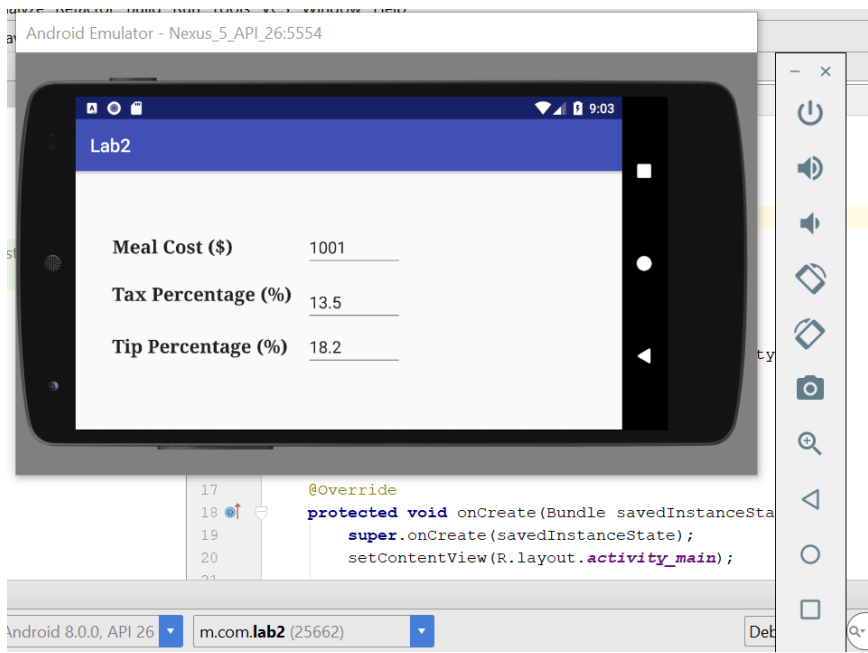 Android Emulator - Nexus_5_API_26:5554
9:03
Lab2
Meal Cost ($) 1001
Tax Percentage (%) 13.5
Tip Percentage (%) 18.2
ty
17 @Override
18 protected void onCreate(Bundle savedInstanceSta
19 super.onCreate(savedInstanceState);
20 setContentView(R.layout.activity_main);
Android 8.0.0, API 26 m.com.lab2 (25662) Deb